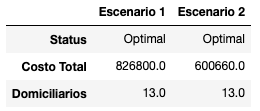 Escenario 1 Escenario 2
Status Optimal Optimal
Costo Total 826800.0 600660.0
Domiciliarios 13.0 13.0